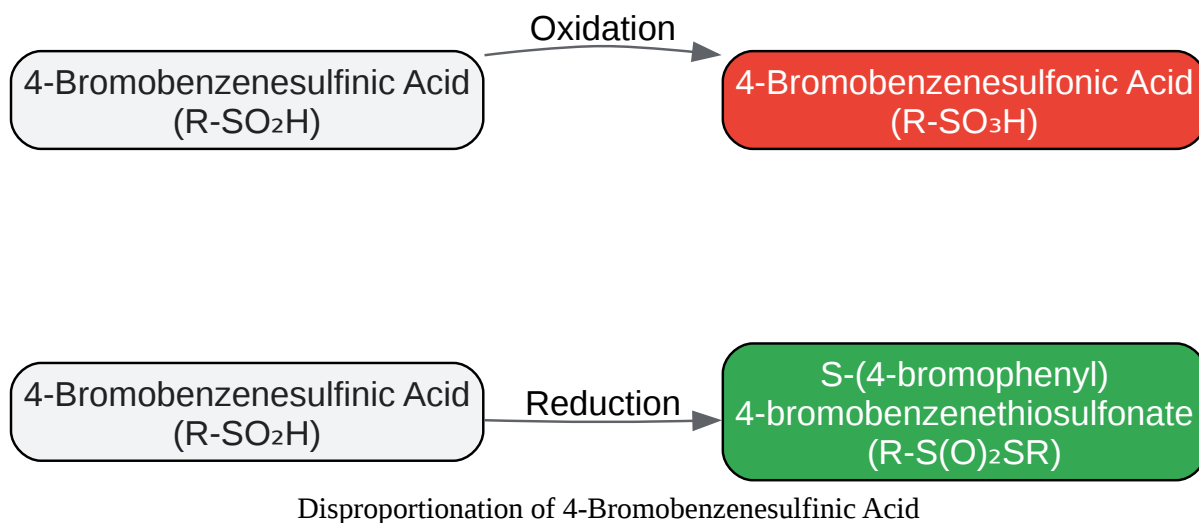 Oxidation
4-Bromobenzenesulfinic Acid
(R-SO₂H)
4-Bromobenzenesulfonic Acid
(R-SO₃H)
4-Bromobenzenesulfinic Acid
(R-SO₂H)
Reduction
S-(4-bromophenyl)
4-bromobenzenethiosulfonate
(R-S(O)₂SR)
Disproportionation of 4-Bromobenzenesulfinic Acid